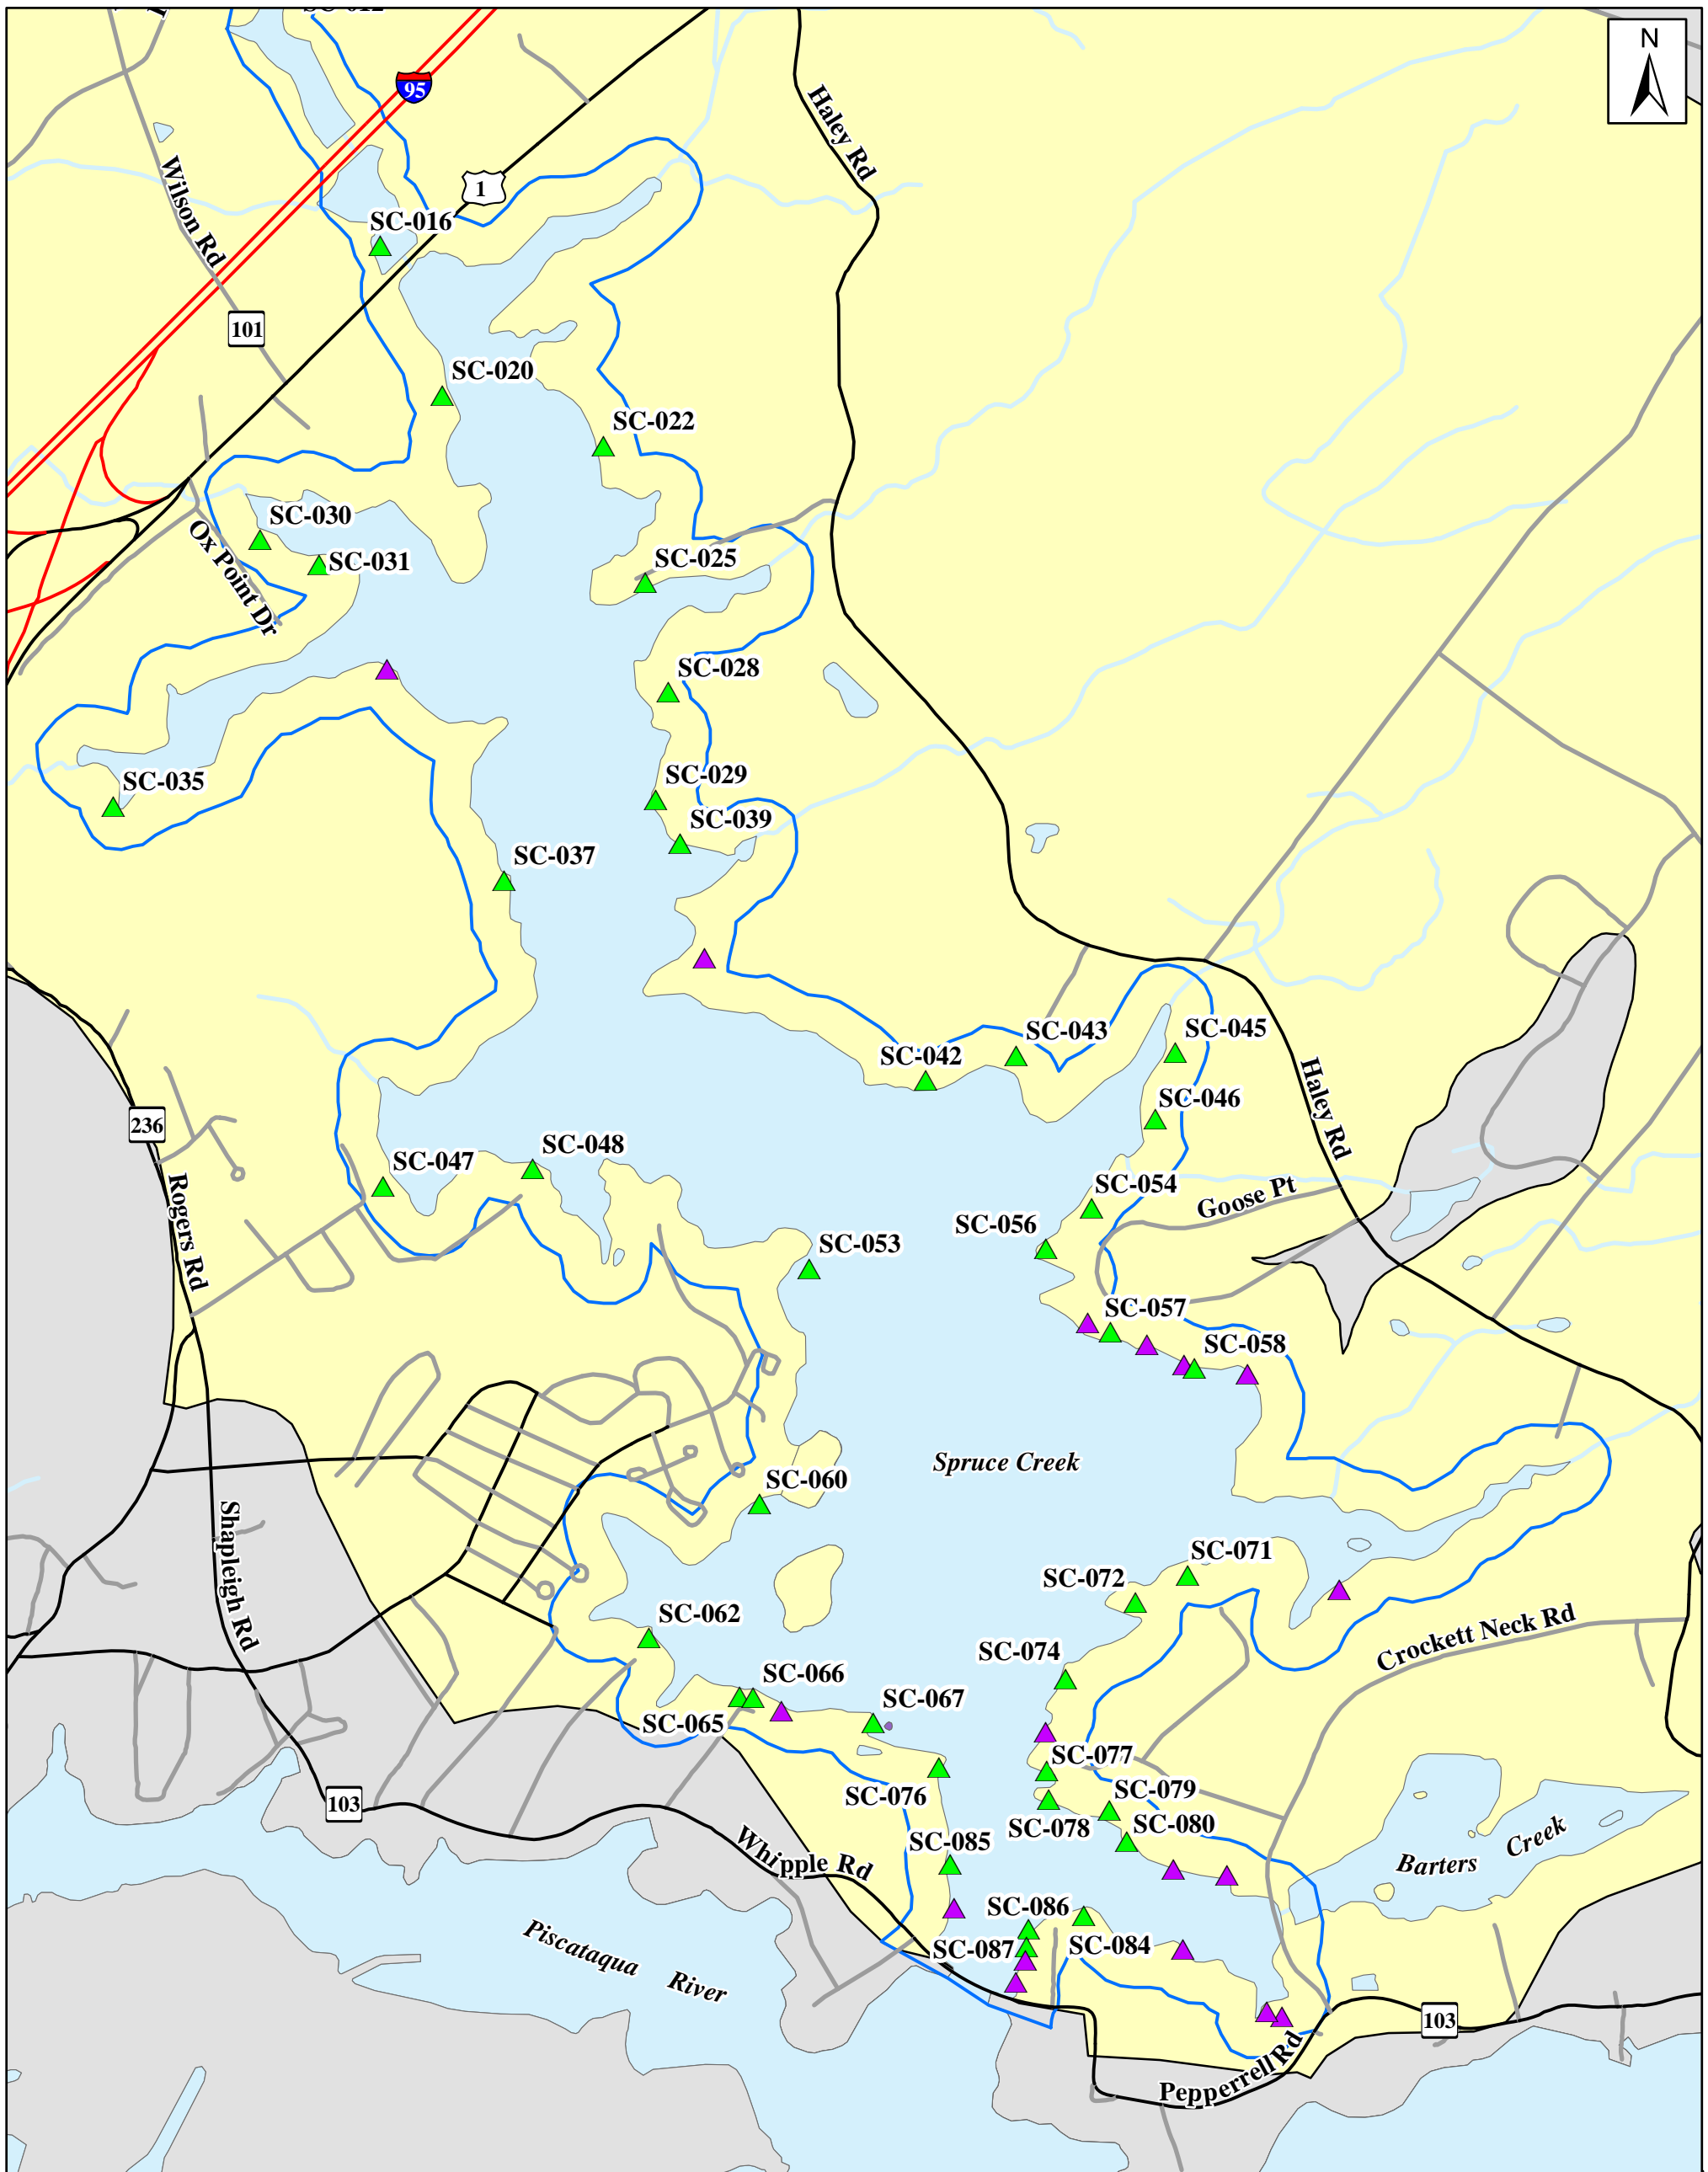 SC-012
N
95
Haley Rd
Wilson Rd
1
SC-016
101
SC-020
SC-022
SC-030
Ox Point Dr
SC-031
SC-025
SC-028
SC-035
SC-029
SC-039
SC-037
SC-042
SC-043
SC-045
Haley Rd
SC-046
236
SC-047
SC-048
Rogers Rd
SC-054
Goose Pt
SC-056
SC-053
SC-057
SC-058
Spruce Creek
SC-060
Shapleigh Rd
SC-071
SC-072
SC-062
Crockett Neck Rd
SC-074
SC-066
SC-067
SC-065
SC-077
SC-076
SC-079
103
SC-078
SC-080
Whipple Rd
SC-085
Barters Creek
SC-086
SC-087
SC-084
Piscataqua River
103
Pepperrell Rd